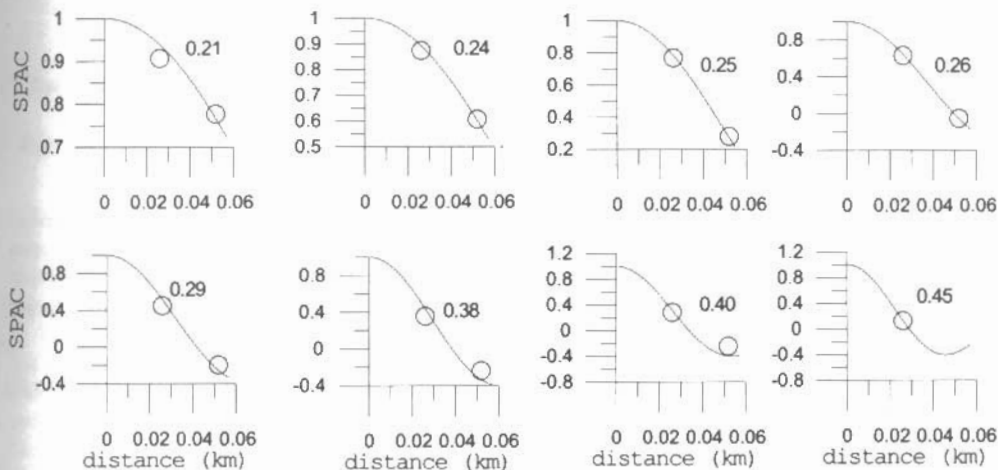 1 1 1 0.8
0.21 0.24 0.25 0.26
0.9 0.9 0.8 0.4
SPAC 0.8 0.6 0
0.8 0.7 0.4 -0.4
0.7 0.6 0.2
0.5
0 0.02 0.04 0.06 0 0.02 0.04 0.06 0 0.02 0.04 0.06 0 0.02 0.04 0.06
0.8 0.8 1.2 1.2
0.29 0.38 0.40 0.45
0.4 0.4 0.8 0.8
SPAC 0.4 0.4
0 0 0 0
-0.4 -0.4 -0.4 -0.4
-0.8 -0.8
0 0.02 0.04 0.06 0 0.02 0.04 0.06 0 0.02 0.04 0.06 0 0.02 0.04 0.06
distance (km) distance (km) distance (km) distance (km)